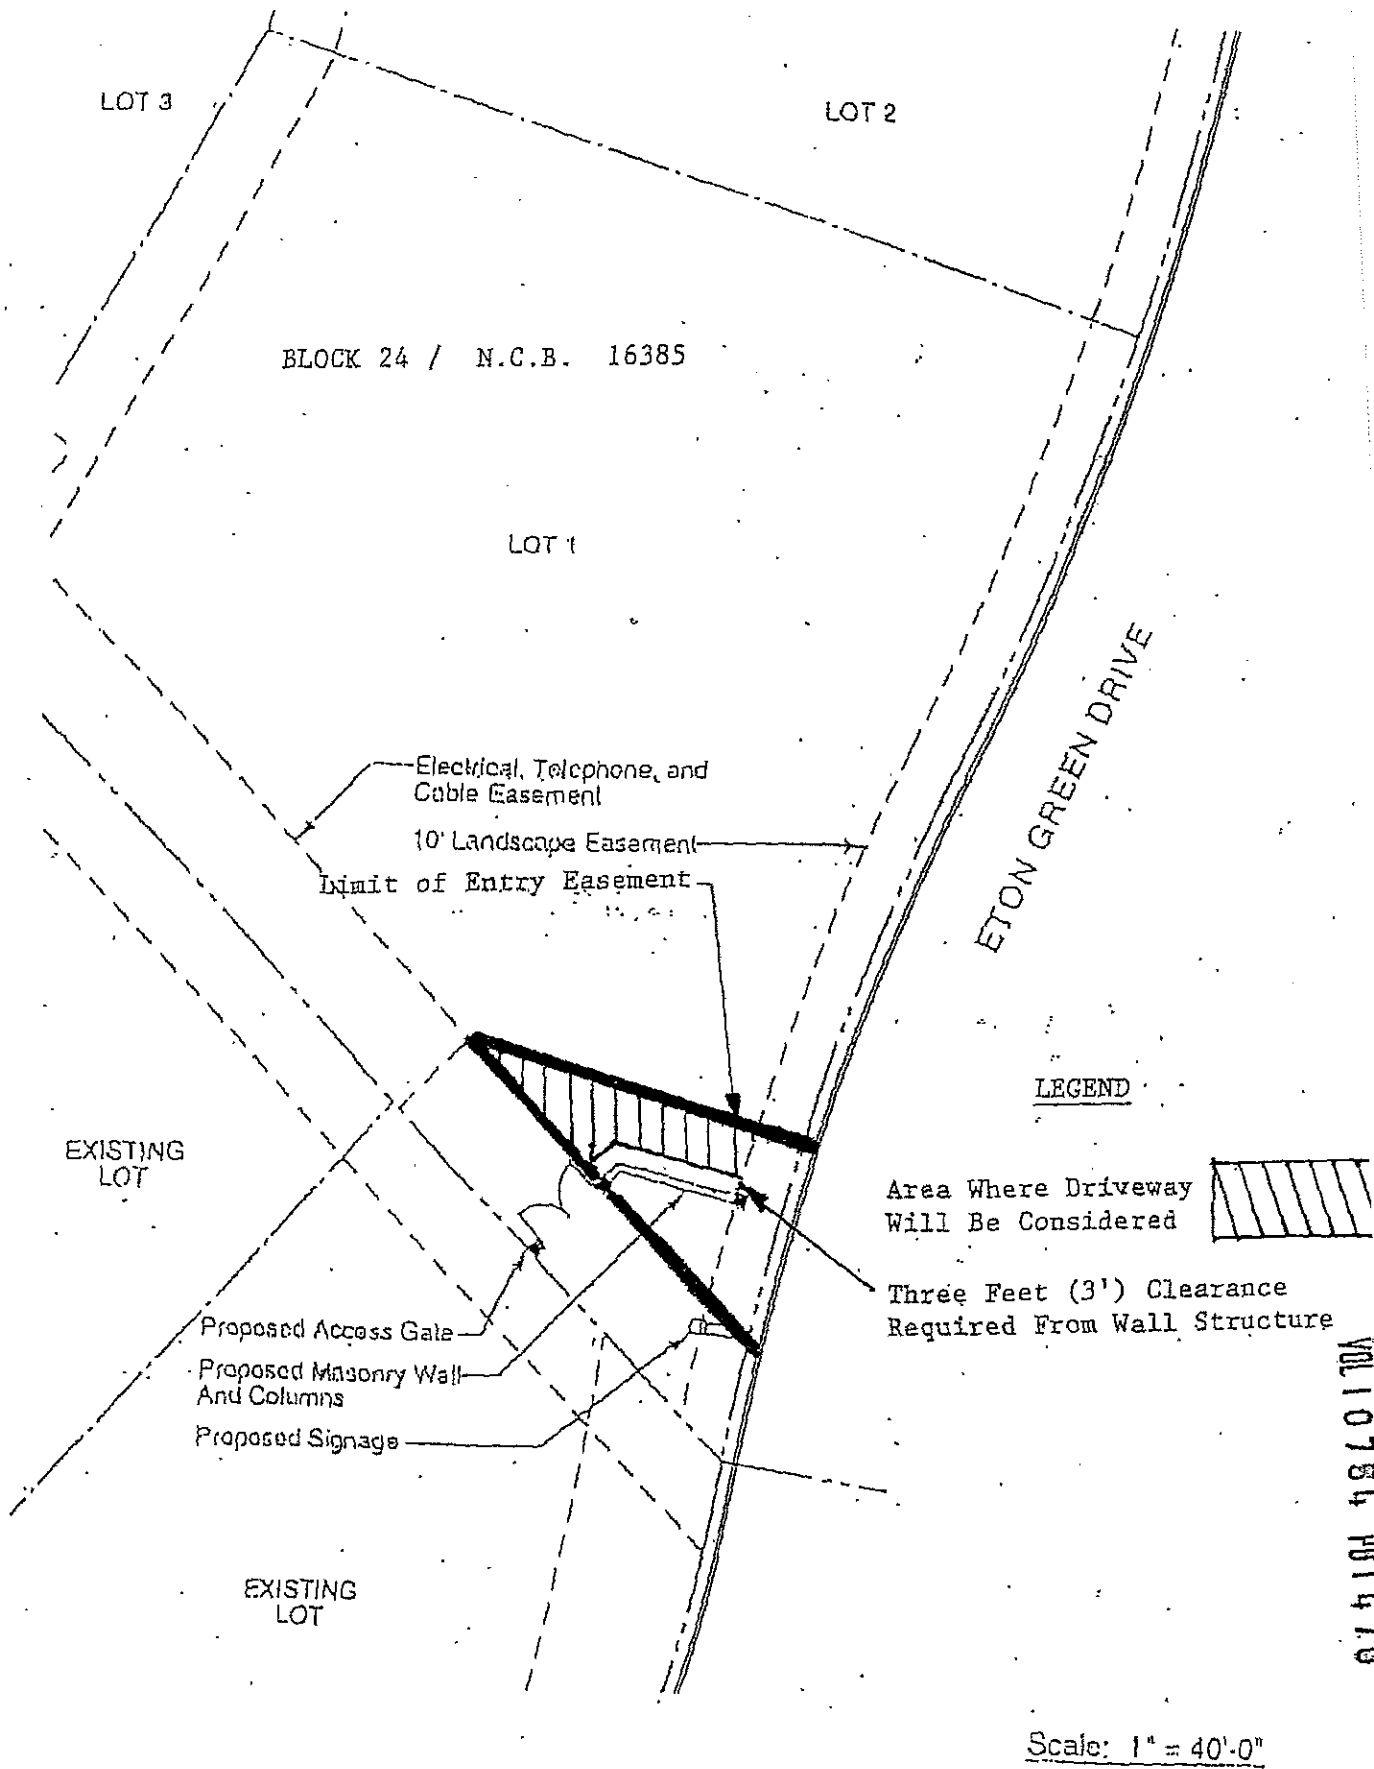 LOT 3
LOT 2
BLOCK 24 / N.C.B. 16385
LOT 1
ETON GREEN DRIVE
Electrical, Telephone, and
Cable Easement
10' Landscape Easement
Limit of Entry Easement
LEGEND
EXISTING
LOT
Area Where Driveway
Will Be Considered
Three Feet (3') Clearance
Required From Wall Structure
Proposed Access Gate
Proposed Masonry Wall
And Columns
Proposed Signage
EXISTING
LOT
Scale: 1" = 40'-0"